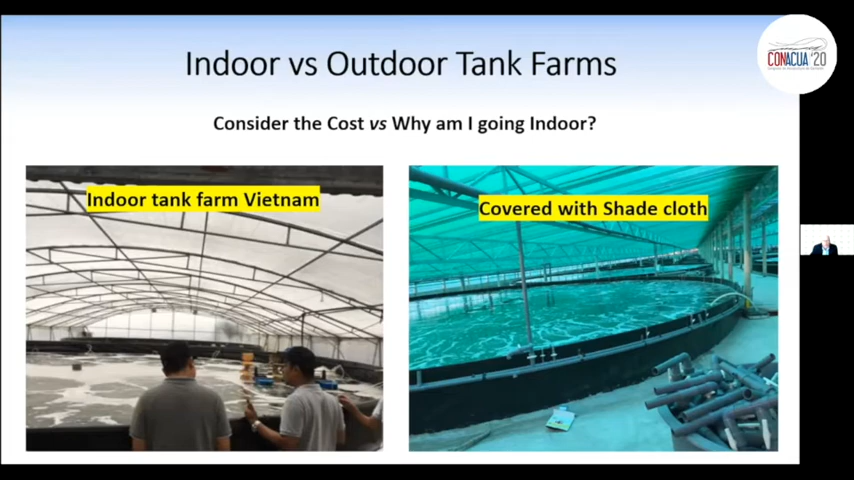 Indoor vs Outdoor Tank Farms
CONACUA '20
Consider the Cost vs Why am I going Indoor?
Indoor tank farm Vietnam
Covered with Shade cloth